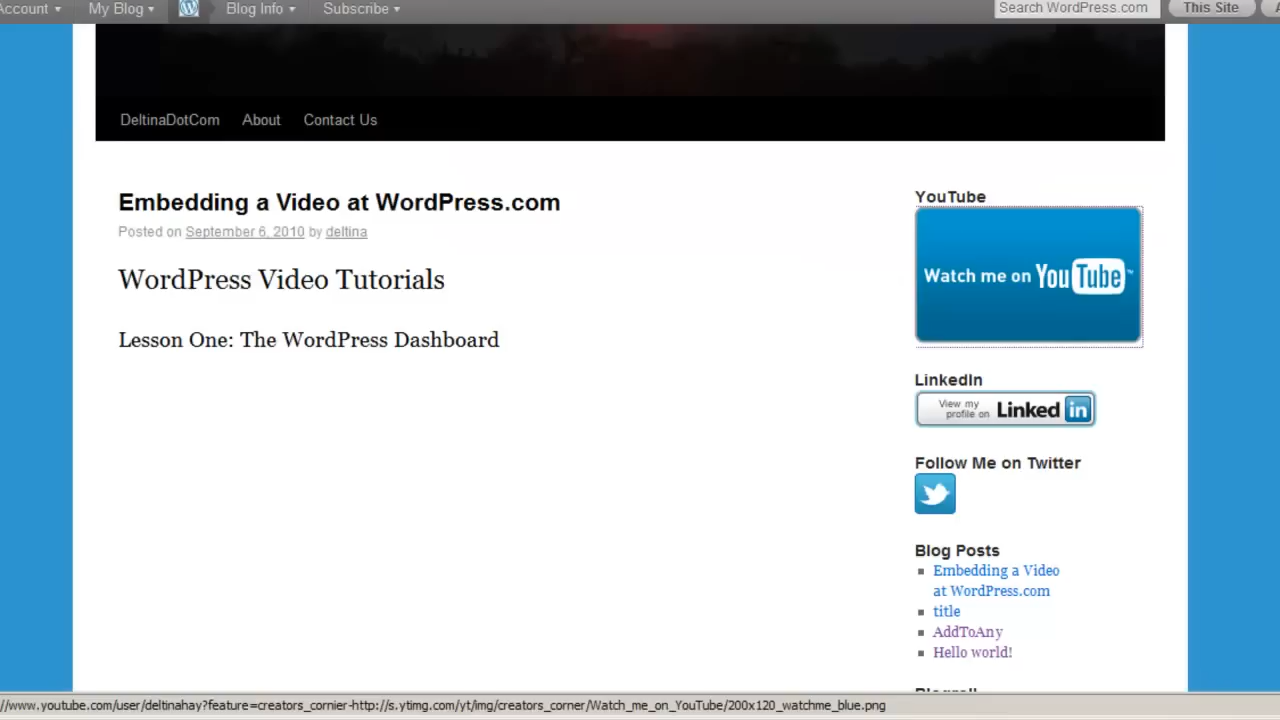 Account My Blog Blog Info Subscribe Search WordPress.com This Site
DeltinaDotCom About Contact Us
Embedding a Video at WordPress.com
Posted on September 6, 2010 by deltina
WordPress Video Tutorials
Lesson One: The WordPress Dashboard
YouTube
Watch me on YouTube™
LinkedIn
View my
profile on Linked in
Follow Me on Twitter
Blog Posts
Embedding a Video
at WordPress.com
title
AddToAny
Hello world!
//www.youtube.com/user/deltinahay?feature=creators_cornier-http://s.ytimg.com/yt/img/creators_corner/Watch_me_on_YouTube/200x120_watchme_blue.png